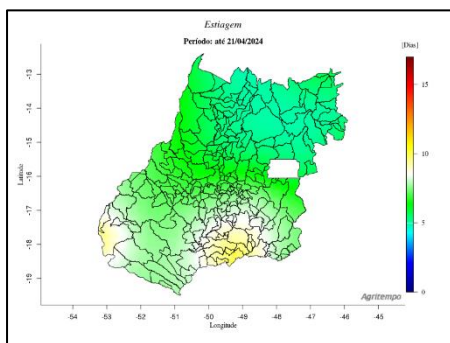 Estiagem
Período: até 21/04/2024
[Dias]
15
10
5
0
-13
-14
-15
-16
-17
-18
-19
Latitude
-54 -53 -52 -51 -50 -49 -48 -47 -46 -45
Longitude
Agritempo